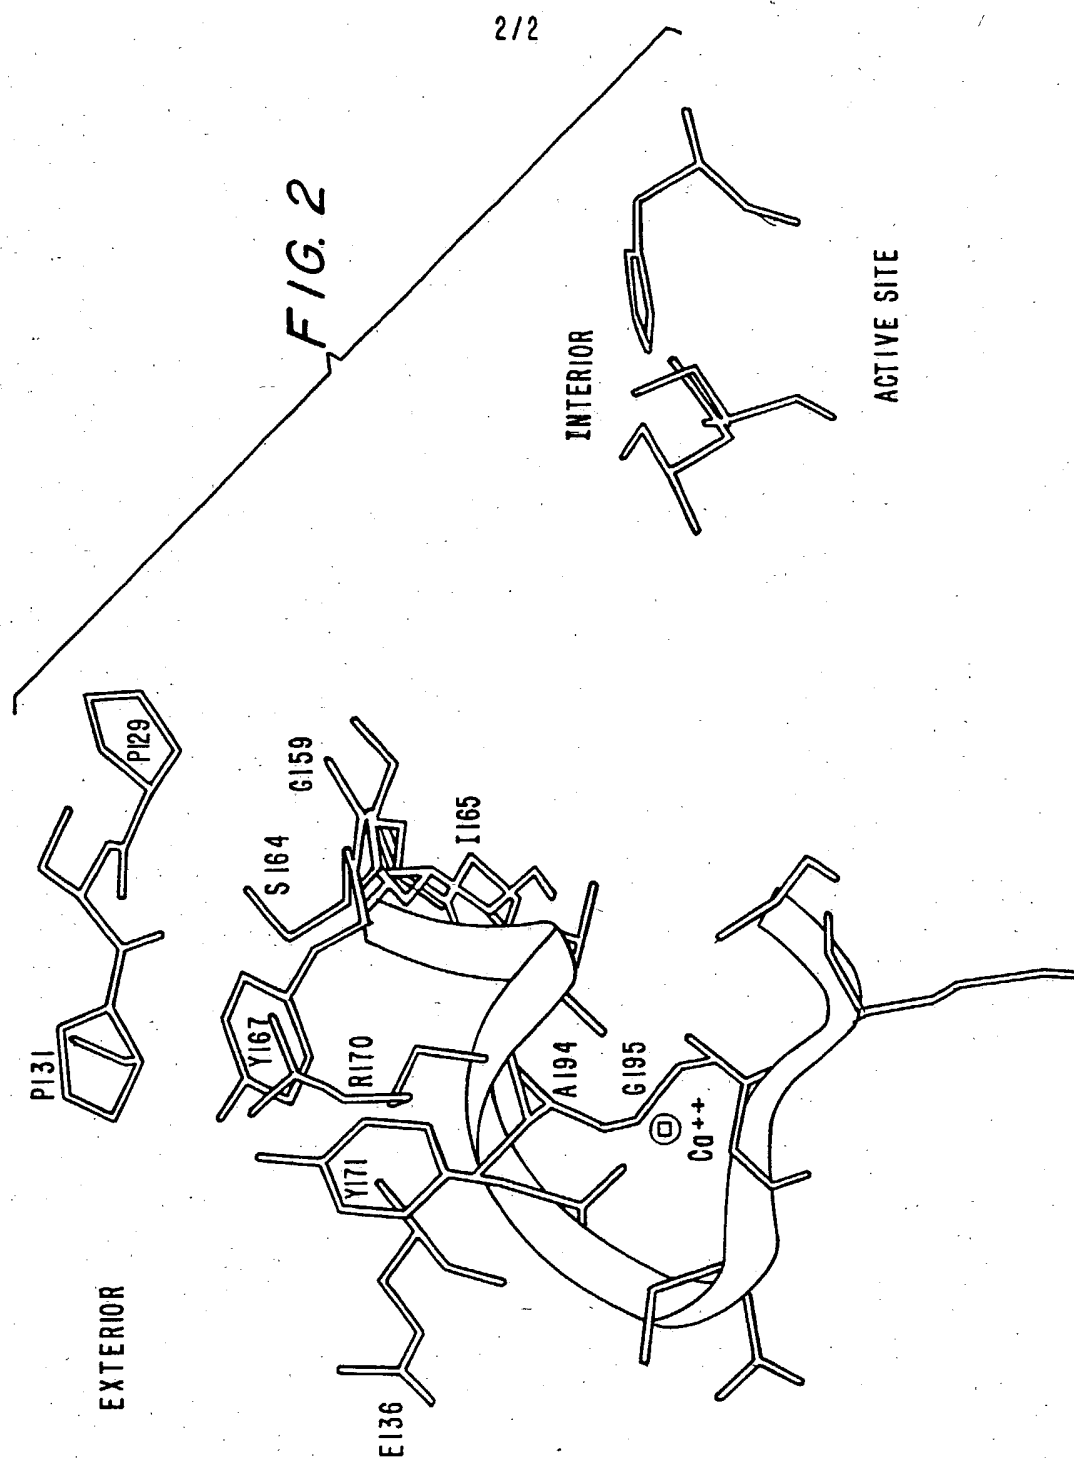 2/2
FIG. 2
EXTERIOR
INTERIOR
ACTIVE SITE
P131
P129
S164
G159
Y167
I165
R170
Y171
E136
A194
G195
Ca++